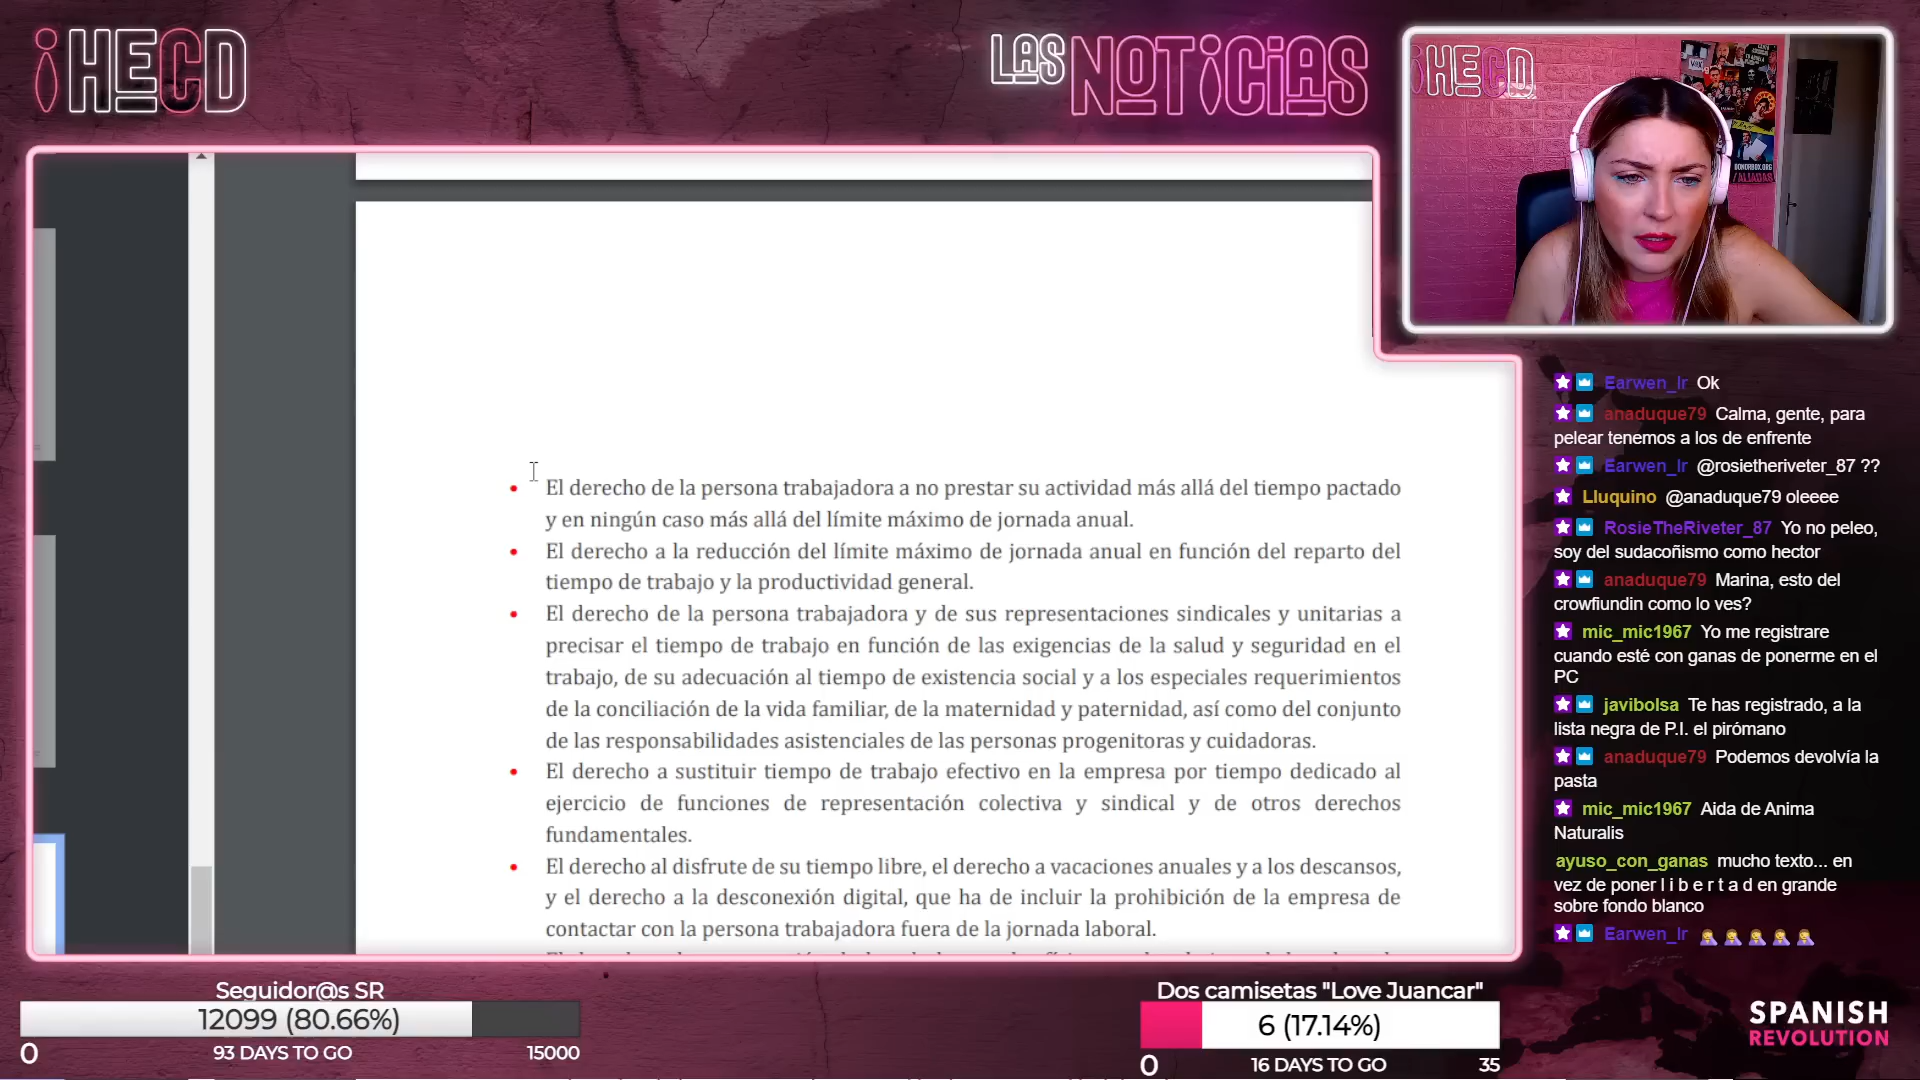 ¡HECD
LAS NOTICIAS
HECD
DONORBOX.ORG
/ALIADAS
El derecho de la persona trabajadora a no prestar su actividad más allá del tiempo pactado
y en ningún caso más allá del límite máximo de jornada anual.
El derecho a la reducción del límite máximo de jornada anual en función del reparto del
tiempo de trabajo y la productividad general.
El derecho de la persona trabajadora y de sus representaciones sindicales y unitarias a
precisar el tiempo de trabajo en función de las exigencias de la salud y seguridad en el
trabajo, de su adecuación al tiempo de existencia social y a los especiales requerimientos
de la conciliación de la vida familiar, de la maternidad y paternidad, así como del conjunto
de las responsabilidades asistenciales de las personas progenitoras y cuidadoras.
El derecho a sustituir tiempo de trabajo efectivo en la empresa por tiempo dedicado al
ejercicio de funciones de representación colectiva y sindical y de otros derechos
fundamentales.
El derecho al disfrute de su tiempo libre, el derecho a vacaciones anuales y a los descansos,
y el derecho a la desconexión digital, que ha de incluir la prohibición de la empresa de
contactar con la persona trabajadora fuera de la jornada laboral.
Earwen_Ir Ok
anaduque79 Calma, gente, para
pelear tenemos a los de enfrente
Earwen_Ir @rosietheriveter_87 ??
Lluquino @anaduque79 oleeee
RosieTheRiveter_87 Yo no peleo,
soy del sudacoñismo como hector
anaduque79 Marina, esto del
crowfiundin como lo ves?
mic_mic1967 Yo me registrare
cuando esté con ganas de ponerme en el
PC
javibolsa Te has registrado, a la
lista negra de P.I. el pirómano
anaduque79 Podemos devolvía la
pasta
mic_mic1967 Aida de Anima
Naturalis
ayuso_con_ganas mucho texto... en
vez de poner l i b e r t a d en grande
sobre fondo blanco
Earwen_Ir
Seguidor@s SR
12099 (80.66%)
0 93 DAYS TO GO 15000
Dos camisetas "Love Juancar"
6 (17.14%)
0 16 DAYS TO GO 35
SPANISH
REVOLUTION